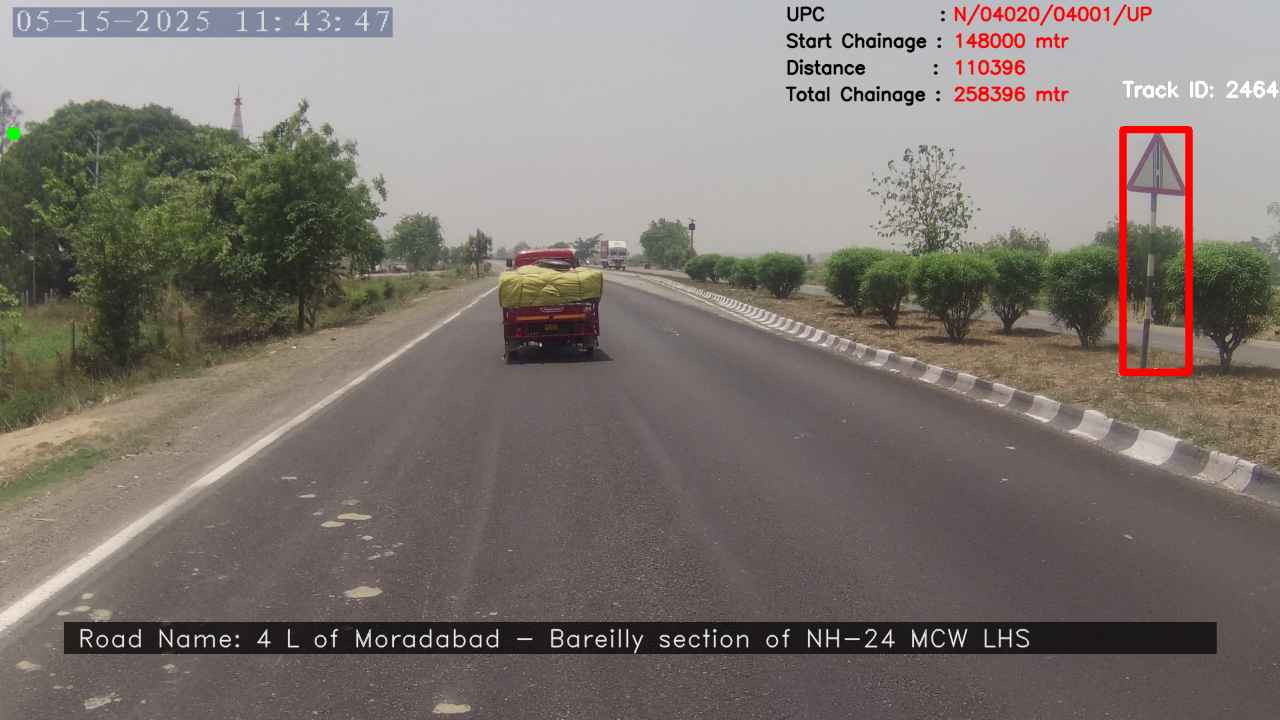 05-15-2025 11:43:47
UPC : N/04020/04001/UP
Start Chainage : 148000 mtr
Distance : 110396
Total Chainage : 258396 mtr
Track ID: 2464
Road Name: 4 L of Moradabad - Bareilly section of NH-24 MCW LHS